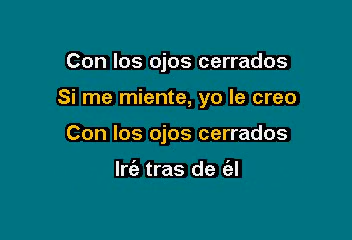 Con los ojos cerrados
Si me miente, yo le creo
Con los ojos cerrados
Iré tras de él